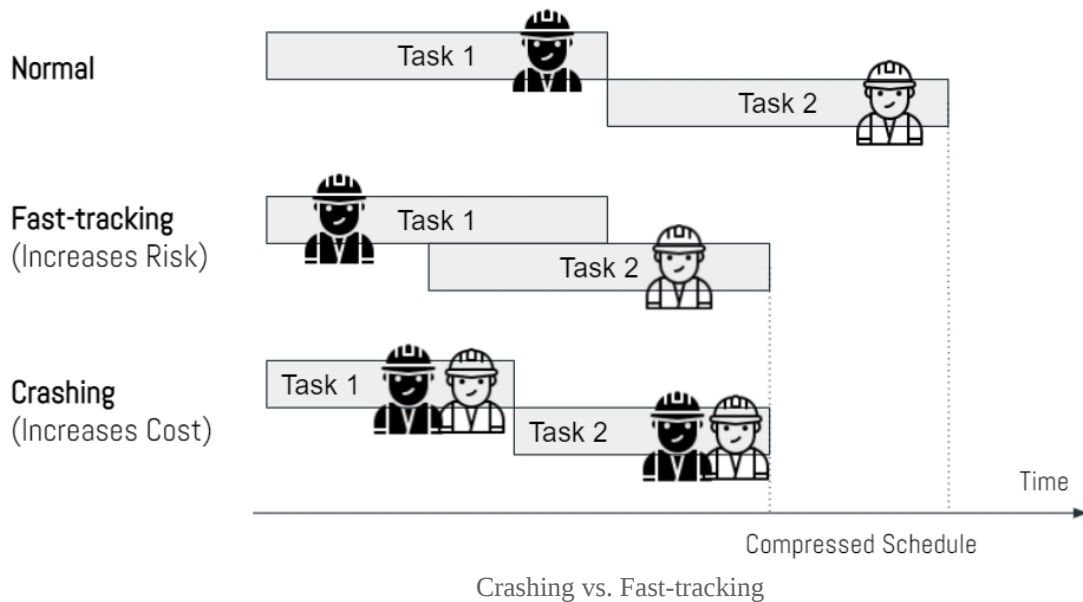 Normal
Task 1
Task 2
Fast-tracking
(Increases Risk)
Task 1
Task 2
Crashing
(Increases Cost)
Task 1
Task 2
Time
Compressed Schedule
Crashing vs. Fast-tracking